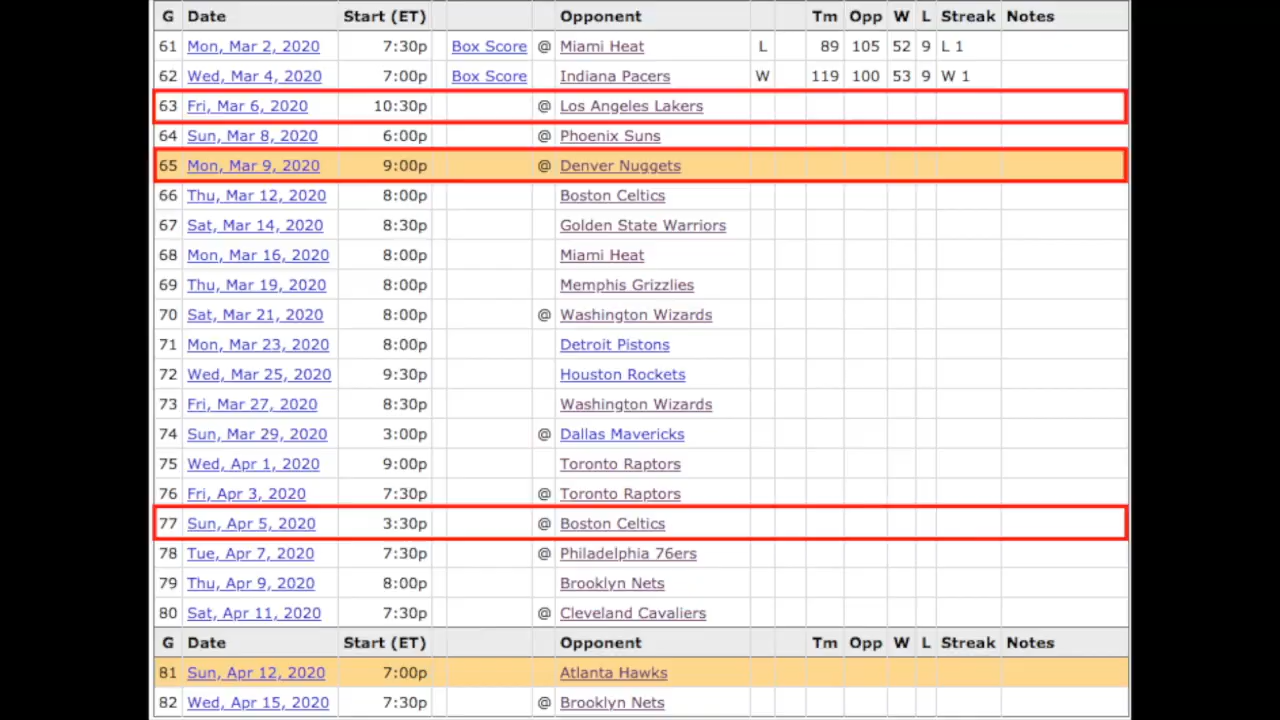 G Date Start (ET) Opponent Tm Opp W L Streak Notes
61 Mon, Mar 2, 2020 7:30p Box Score @ Miami Heat L 89 105 52 9 L 1
62 Wed, Mar 4, 2020 7:00p Box Score Indiana Pacers W 119 100 53 9 W 1
63 Fri, Mar 6, 2020 10:30p @ Los Angeles Lakers
64 Sun, Mar 8, 2020 6:00p @ Phoenix Suns
65 Mon, Mar 9, 2020 9:00p @ Denver Nuggets
66 Thu, Mar 12, 2020 8:00p Boston Celtics
67 Sat, Mar 14, 2020 8:30p Golden State Warriors
68 Mon, Mar 16, 2020 8:00p Miami Heat
69 Thu, Mar 19, 2020 8:00p Memphis Grizzlies
70 Sat, Mar 21, 2020 8:00p @ Washington Wizards
71 Mon, Mar 23, 2020 8:00p Detroit Pistons
72 Wed, Mar 25, 2020 9:30p Houston Rockets
73 Fri, Mar 27, 2020 8:30p Washington Wizards
74 Sun, Mar 29, 2020 3:00p @ Dallas Mavericks
75 Wed, Apr 1, 2020 9:00p Toronto Raptors
76 Fri, Apr 3, 2020 7:30p @ Toronto Raptors
77 Sun, Apr 5, 2020 3:30p @ Boston Celtics
78 Tue, Apr 7, 2020 7:30p @ Philadelphia 76ers
79 Thu, Apr 9, 2020 8:00p Brooklyn Nets
80 Sat, Apr 11, 2020 7:30p @ Cleveland Cavaliers
G Date Start (ET) Opponent Tm Opp W L Streak Notes
81 Sun, Apr 12, 2020 7:00p Atlanta Hawks
82 Wed, Apr 15, 2020 7:30p @ Brooklyn Nets